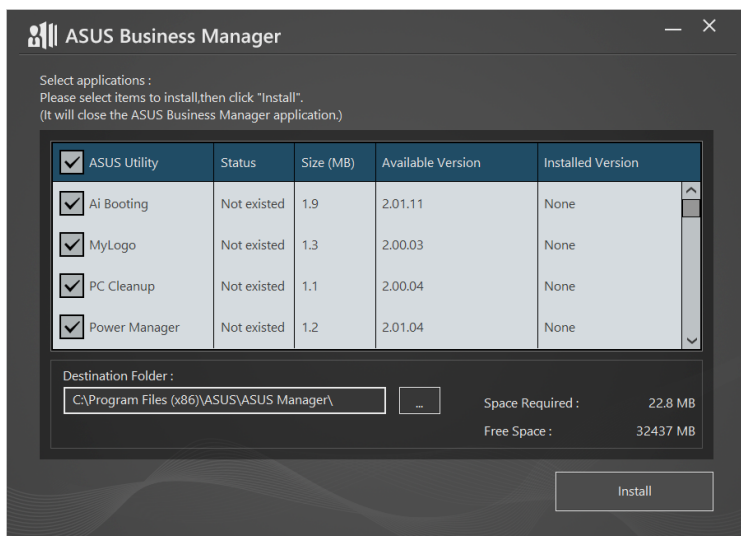 ASUS Business Manager
Select applications :
Please select items to install,then click "Install".
(It will close the ASUS Business Manager application.)
ASUS Utility Status Size (MB) Available Version Installed Version
Ai Booting Not existed 1.9 2.01.11 None
MyLogo Not existed 1.3 2.00.03 None
PC Cleanup Not existed 1.1 2.00.04 None
Power Manager Not existed 1.2 2.01.04 None
Destination Folder :
C:\Program Files (x86)\ASUS\ASUS Manager\ ... Space Required : 22.8 MB
Free Space : 32437 MB
Install